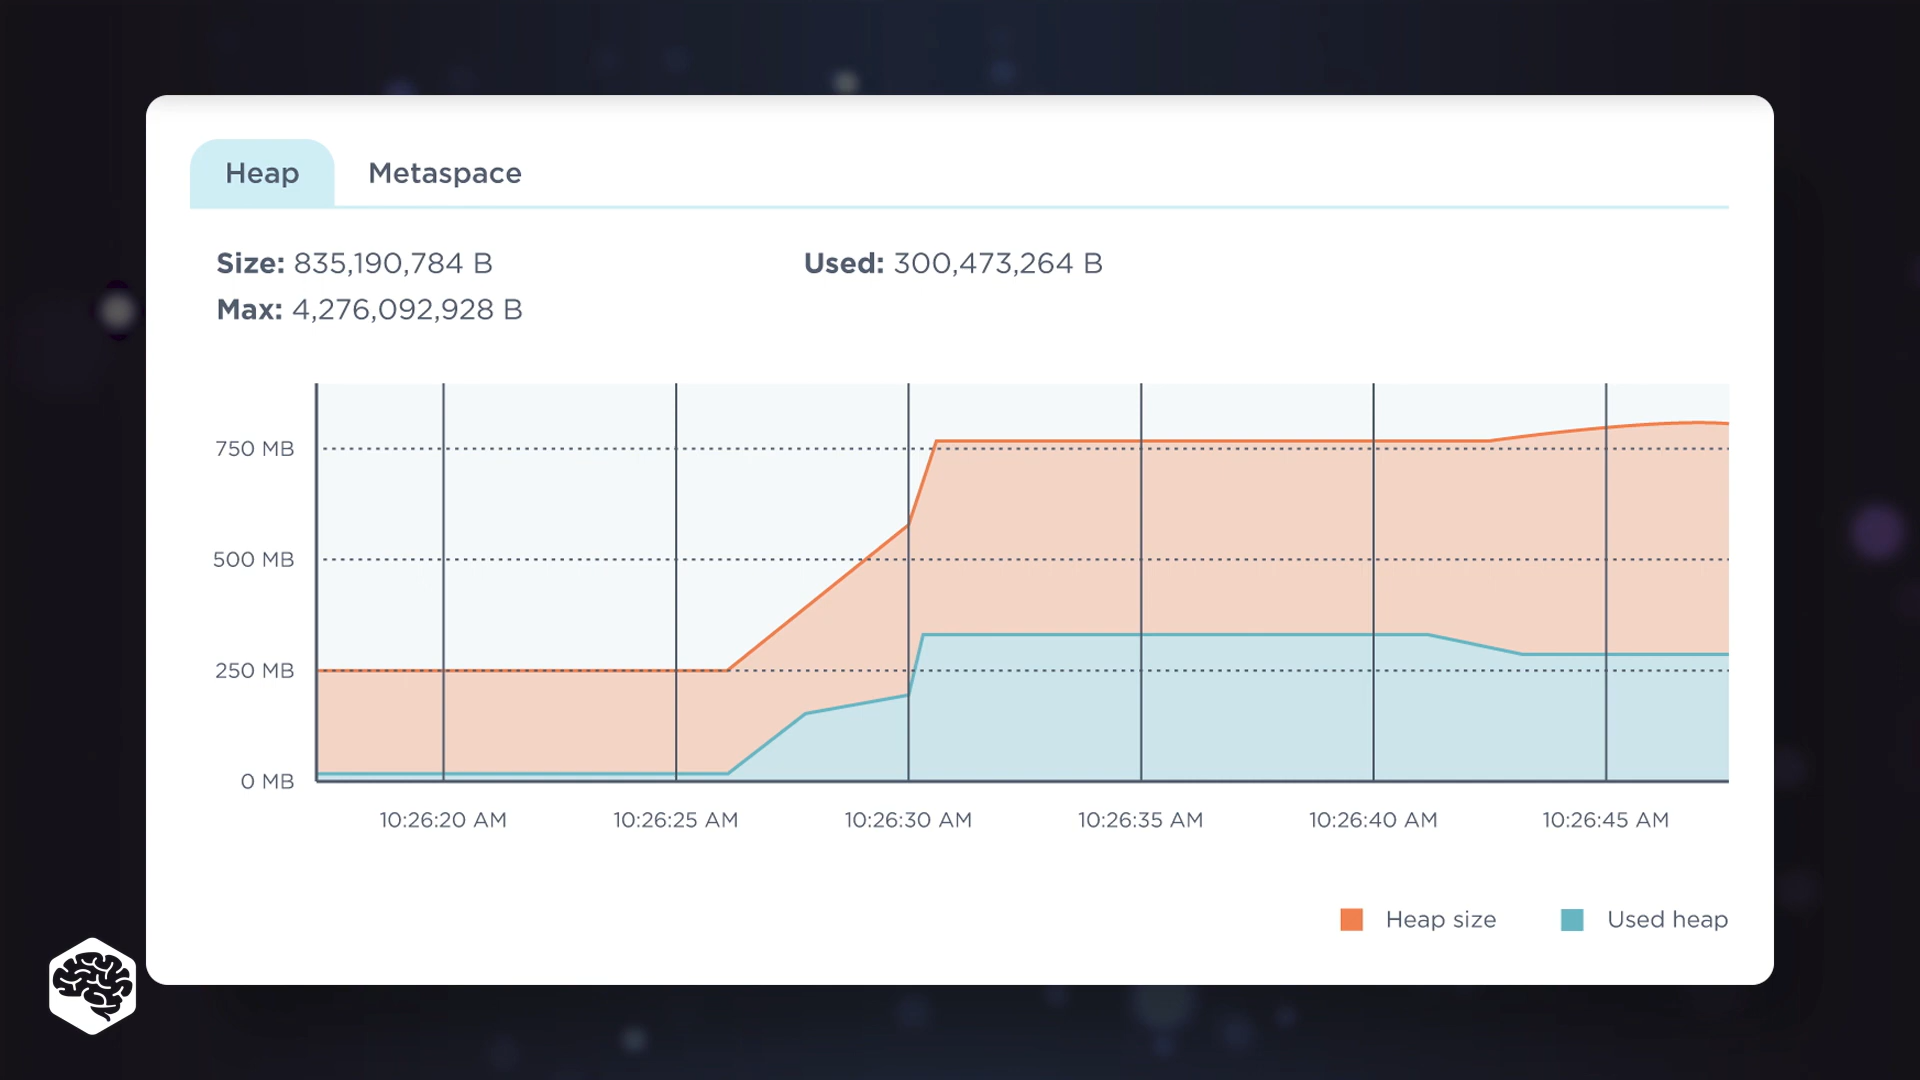 Heap Metaspace
Size: 835,190,784 B Used: 300,473,264 B
Max: 4,276,092,928 B
750 MB
500 MB
250 MB
0 MB
10:26:20 AM 10:26:25 AM 10:26:30 AM 10:26:35 AM 10:26:40 AM 10:26:45 AM
Heap size Used heap